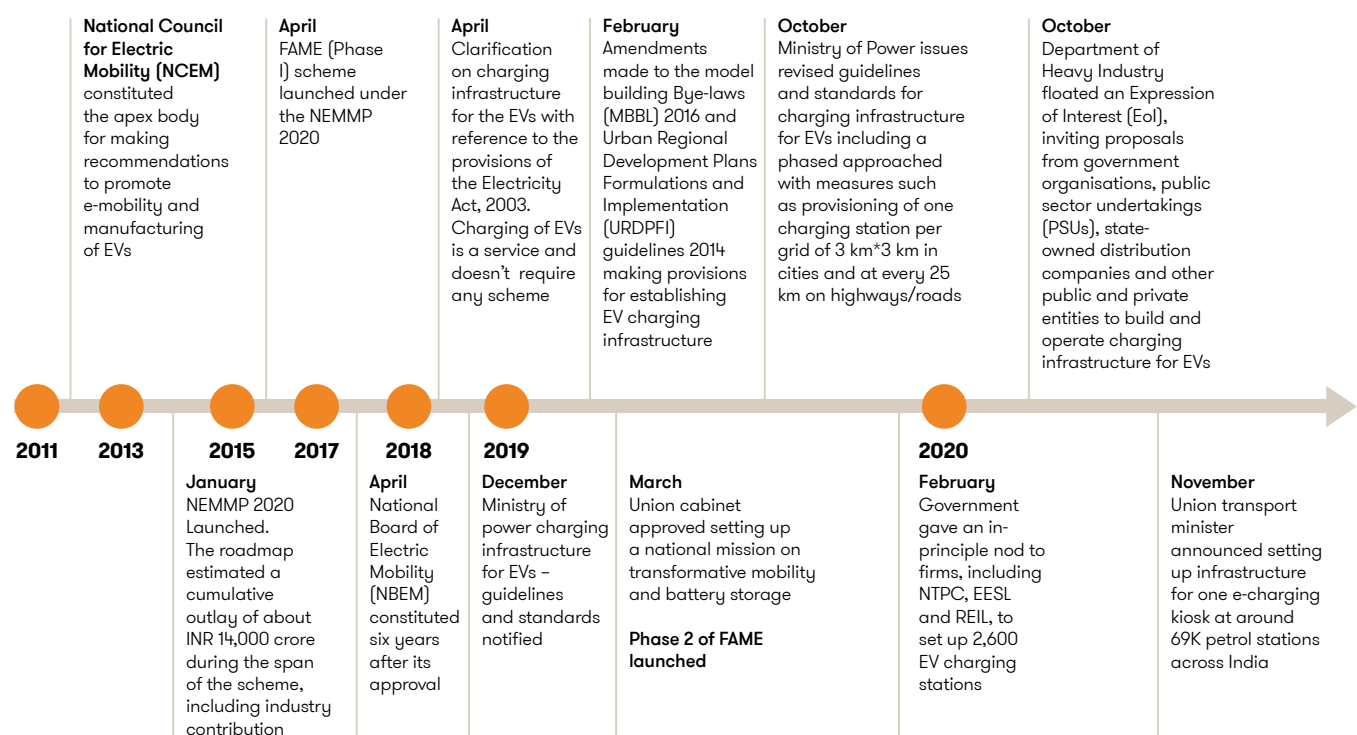 National Council
for Electric
Mobility (NCEM)
constituted
the apex body
for making
recommendations
to promote
e-mobility and
manufacturing
of EVs
April
FAME (Phase
I) scheme
launched under
the NEMMP
2020
April
Clarification
on charging
infrastructure
for the EVs with
reference to the
provisions of
the Electricity
Act, 2003.
Charging of EVs
is a service and
doesn't require
any scheme
February
Amendments
made to the model
building Bye-laws
(MBBL) 2016 and
Urban Regional
Development Plans
Formulations and
Implementation
(URDPFI)
guidelines 2014
making provisions
for establishing
EV charging
infrastructure
October
Ministry of Power issues
revised guidelines
and standards for
charging infrastructure
for EVs including a
phased approached
with measures such
as provisioning of one
charging station per
grid of 3 km*3 km in
cities and at every 25
km on highways/roads
October
Department of
Heavy Industry
floated an Expression
of Interest (EoI),
inviting proposals
from government
organisations, public
sector undertakings
(PSUs), state-
owned distribution
companies and other
public and private
entities to build and
operate charging
infrastructure for EVs
2011
2013
2015
2017
2018
2019
2020
January
NEMMP 2020
Launched.
The roadmap
estimated a
cumulative
outlay of about
INR 14,000 crore
during the span
of the scheme,
including industry
contribution
April
National
Board of
Electric
Mobility
(NBEM)
constituted
six years
after its
approval
December
Ministry of
power charging
infrastructure
for EVs –
guidelines
and standards
notified
March
Union cabinet
approved setting up
a national mission on
transformative mobility
and battery storage
Phase 2 of FAME
launched
February
Government
gave an in-
principle nod to
firms, including
NTPC, EESL
and REIL, to
set up 2,600
EV charging
stations
November
Union transport
minister
announced setting
up infrastructure
for one e-charging
kiosk at around
69K petrol stations
across India